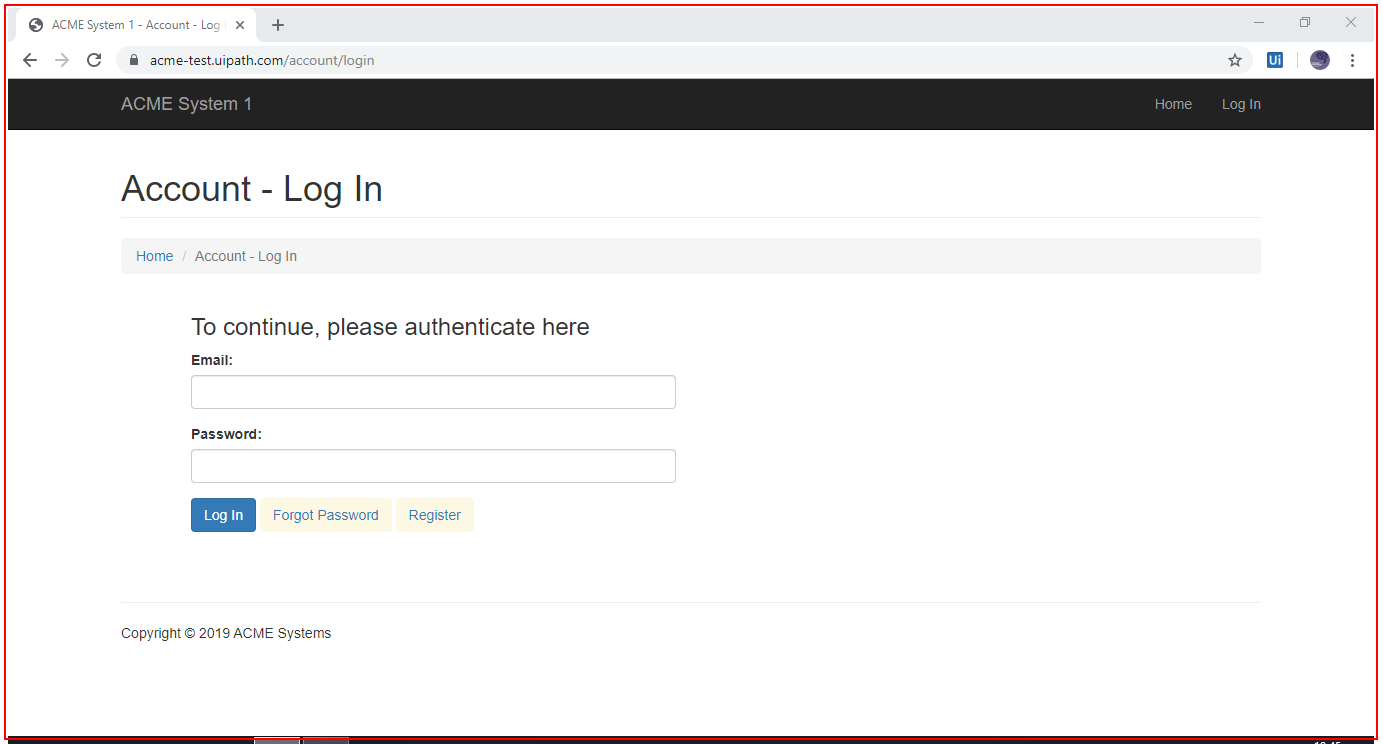 ACME System 1 - Account - Log
acme-test.uipath.com/account/login
Ui
ACME System 1 Home Log In
Account - Log In
Home / Account - Log In
To continue, please authenticate here
Email:
Password:
Log In Forgot Password Register
Copyright © 2019 ACME Systems